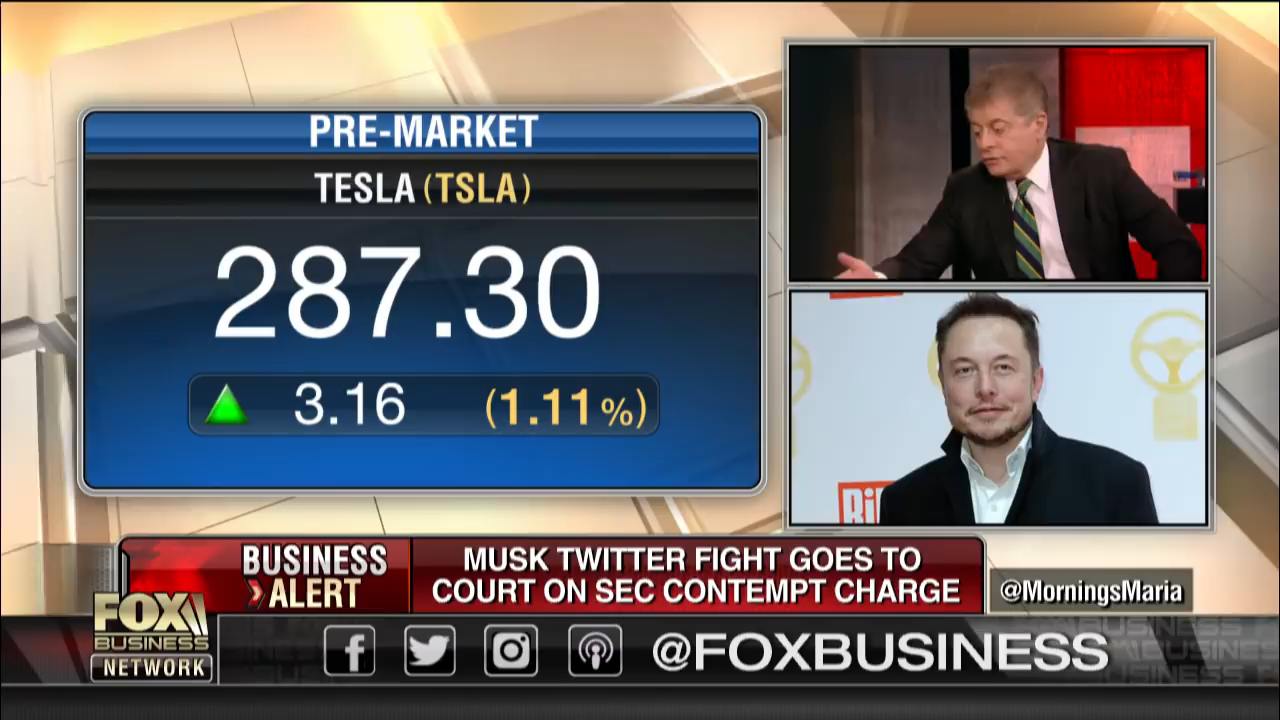 PRE-MARKET
TESLA (TSLA)
287.30
3.16 (1.11%)
BUSINESS
ALERT
MUSK TWITTER FIGHT GOES TO
COURT ON SEC CONTEMPT CHARGE
@MorningsMaria
FOX
BUSINESS
NETWORK
@FOXBUSINESS